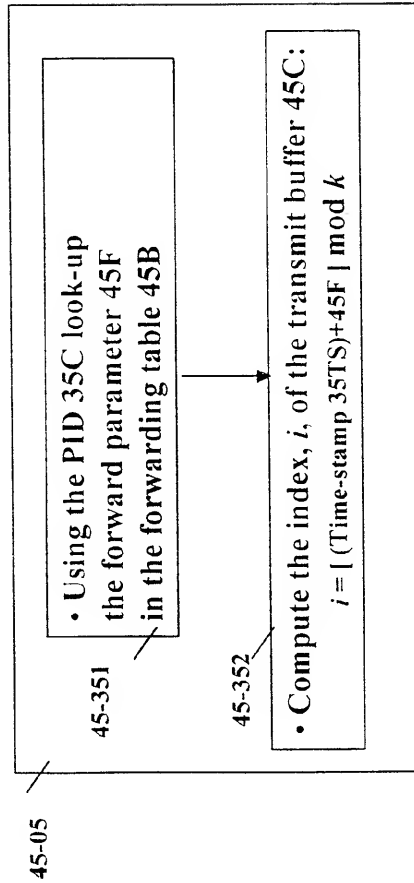 45-05
• Using the PID 35C look-up
the forward parameter 45F
in the forwarding table 45B
45-351
45-352
• Compute the index, i, of the transmit buffer 45C:
i = [ (Time-stamp 35TS)+45F ] mod k